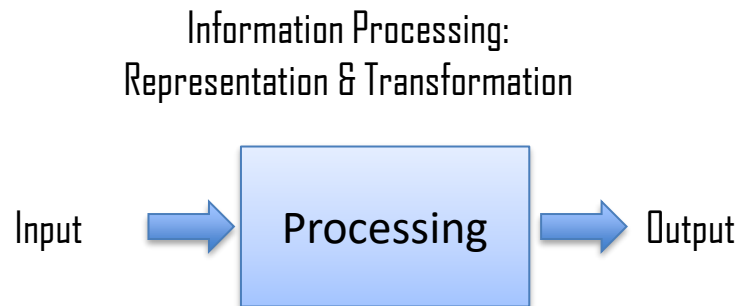 Information Processing:
Representation & Transformation
Input
Processing
Output